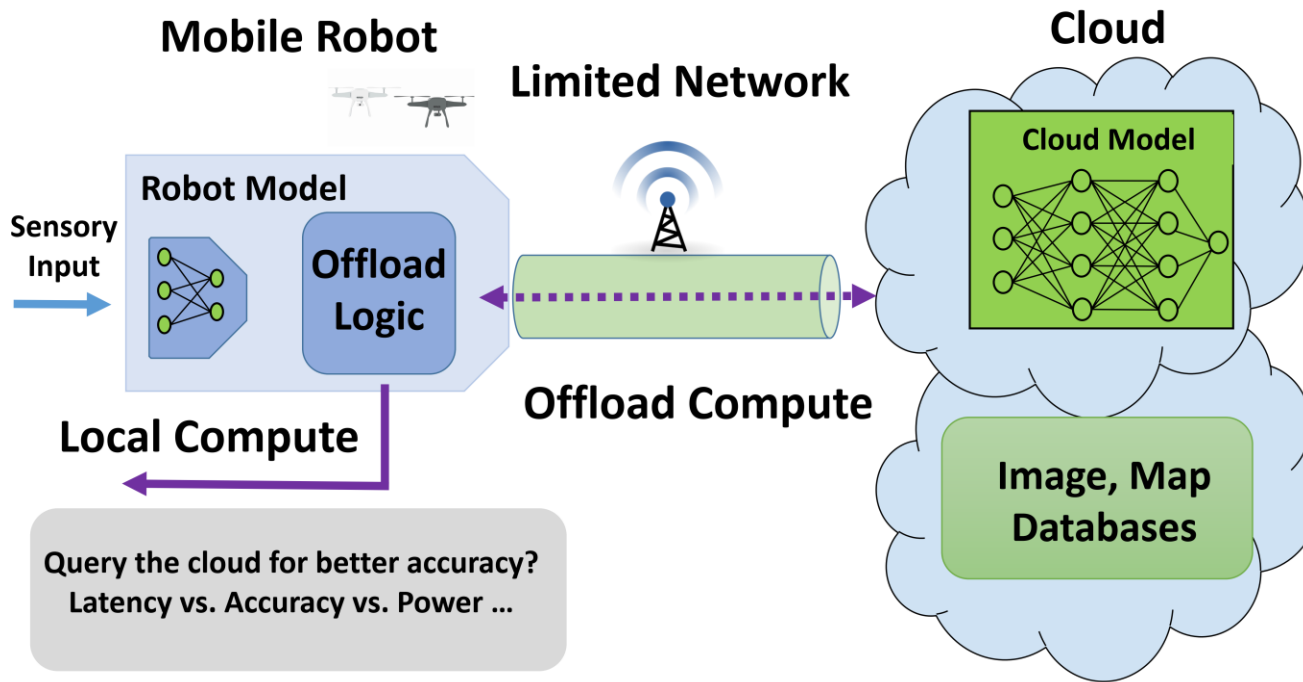 Mobile Robot
Limited Network
Cloud
Cloud Model
Robot Model
Sensory
Input
Offload
Logic
Offload Compute
Local Compute
Image, Map
Databases
Query the cloud for better accuracy?
Latency vs. Accuracy vs. Power ...